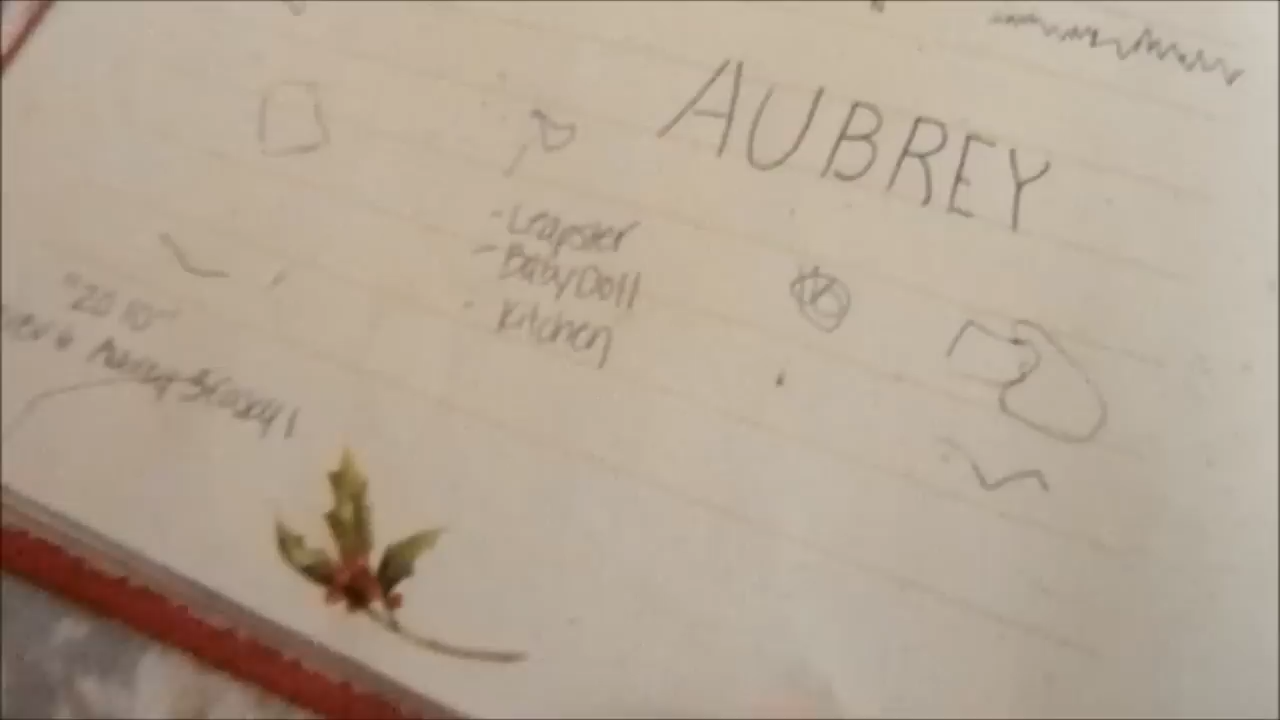 AUBREY
- Leapster
- Baby Doll
- Kitchen
"2010"